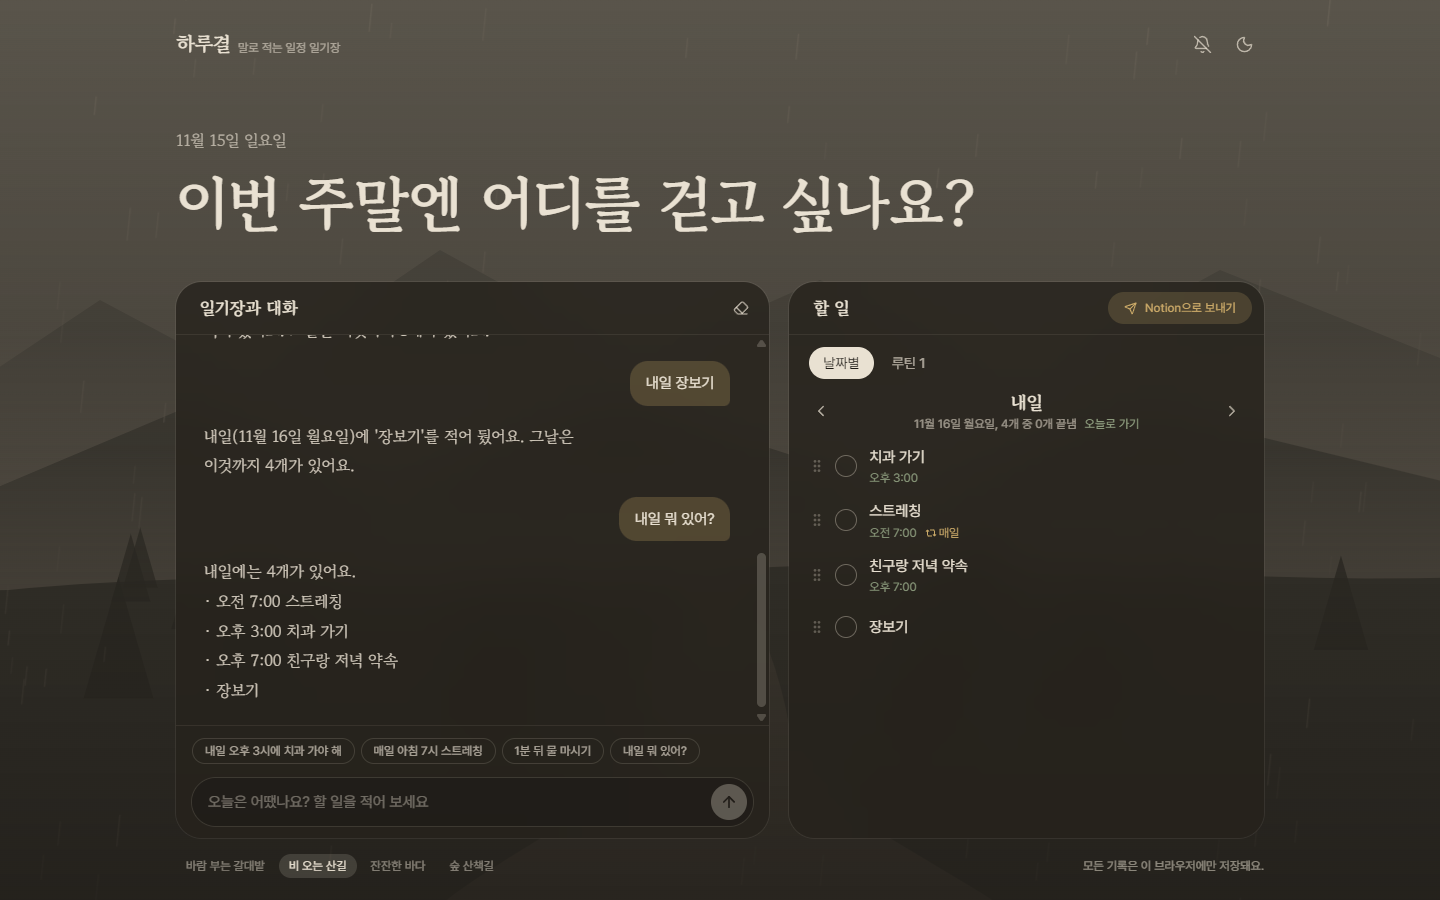 하루결 말로 적는 일정 일기장
11월 15일 일요일
이번 주말엔 어디를 걷고 싶나요?
일기장과 대화
내일 장보기
내일(11월 16일 월요일)에 '장보기'를 적어 뒀어요. 그날은
이것까지 4개가 있어요.
내일 뭐 있어?
내일에는 4개가 있어요.
· 오전 7:00 스트레칭
· 오후 3:00 치과 가기
· 오후 7:00 친구랑 저녁 약속
· 장보기
내일 오후 3시에 치과 가야 해
매일 아침 7시 스트레칭
1분 뒤 물 마시기
내일 뭐 있어?
오늘은 어땠나요? 할 일을 적어 보세요
할 일
Notion으로 보내기
날짜별
루틴 1
내일
11월 16일 월요일, 4개 중 0개 끝냄 오늘로 가기
치과 가기
오후 3:00
스트레칭
오전 7:00 매일
친구랑 저녁 약속
오후 7:00
장보기
바람 부는 갈대밭
비 오는 산길
잔잔한 바다
숲 산책길
모든 기록은 이 브라우저에만 저장돼요.